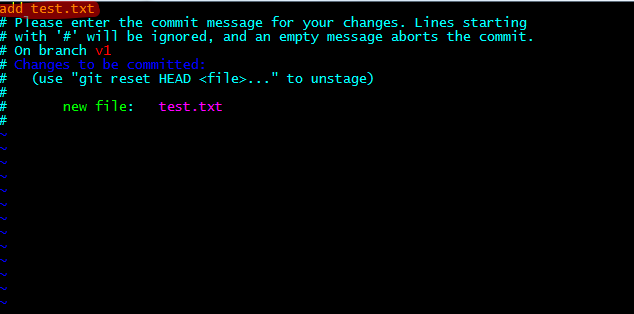 add test.txt
# Please enter the commit message for your changes. Lines starting
# with '#' will be ignored, and an empty message aborts the commit.
# On branch v1
# Changes to be committed:
#   (use "git reset HEAD <file>..." to unstage)
#
#       new file:   test.txt
#
~
~
~
~
~
~
~
~
~
~
~
~
~